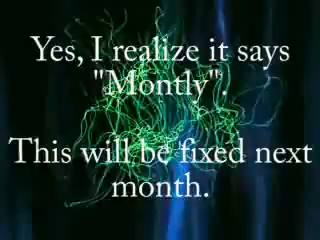 Yes, I realize it says
"Montly".
This will be fixed next
month.